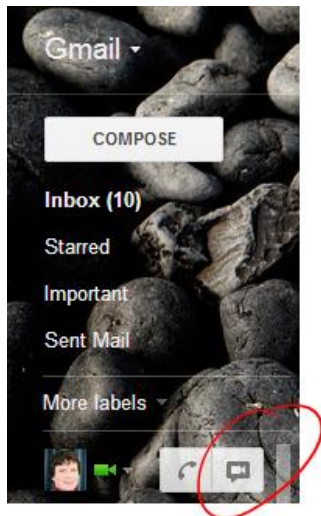 Gmail
COMPOSE
Inbox (10)
Starred
Important
Sent Mail
More labels